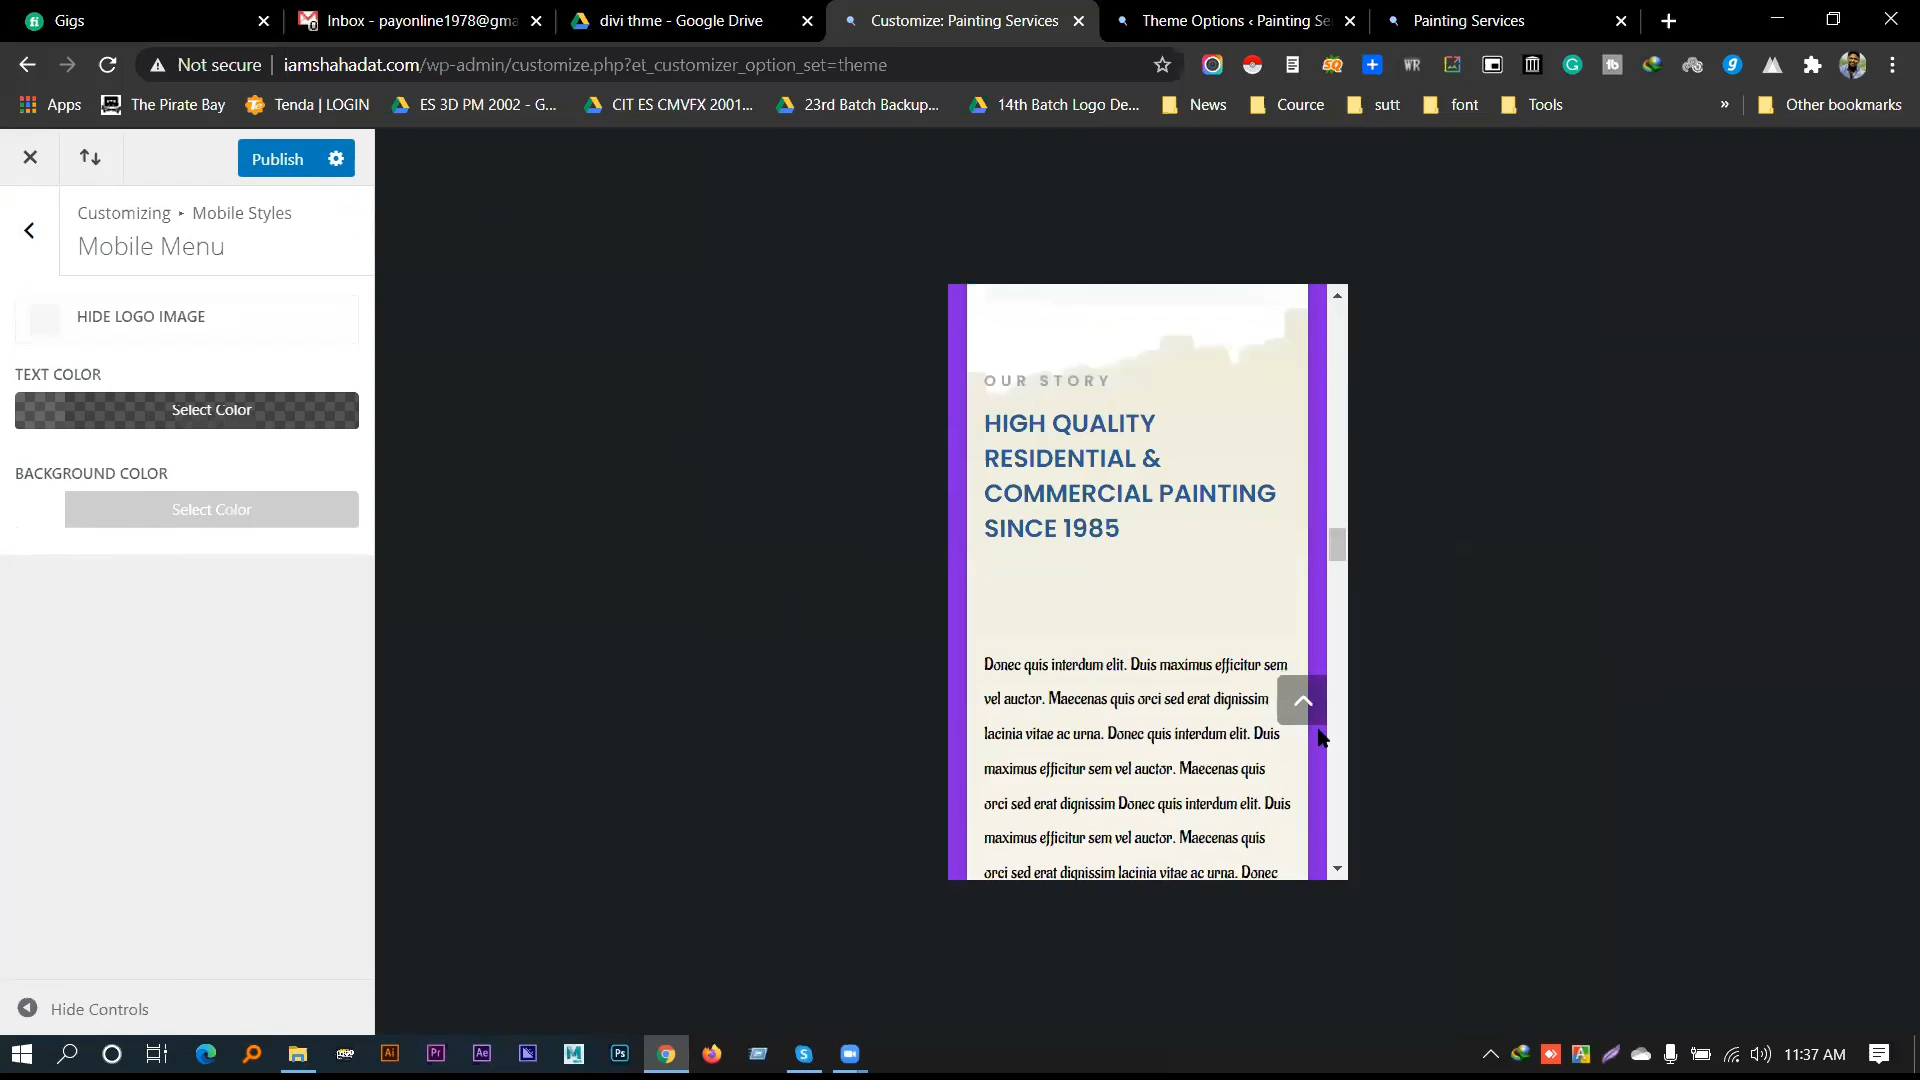 Gigs
Inbox - payonline1978@gma
divi thme - Google Drive
Customize: Painting Services
Theme Options ‹ Painting Se
Painting Services
Not secure
iamshahadat.com/wp-admin/customize.php?et_customizer_option_set=theme
Apps
The Pirate Bay
Tenda | LOGIN
ES 3D PM 2002 - G...
CIT ES CMVFX 2001...
23rd Batch Backup...
14th Batch Logo De...
News
Cource
sutt
font
Tools
»
Other bookmarks
Publish
Customizing ▸ Mobile Styles
Mobile Menu
HIDE LOGO IMAGE
TEXT COLOR
Select Color
BACKGROUND COLOR
Select Color
OUR STORY
HIGH QUALITY
RESIDENTIAL &
COMMERCIAL PAINTING
SINCE 1985
Donec quis interdum elit. Duis maximus efficitur sem
vel auctor. Maecenas quis orci sed erat dignissim
lacinia vitae ac urna. Donec quis interdum elit. Duis
maximus efficitur sem vel auctor. Maecenas quis
orci sed erat dignissim Donec quis interdum elit. Duis
maximus efficitur sem vel auctor. Maecenas quis
orci sed erat dignissim lacinia vitae ac urna. Donec
Hide Controls
11:37 AM